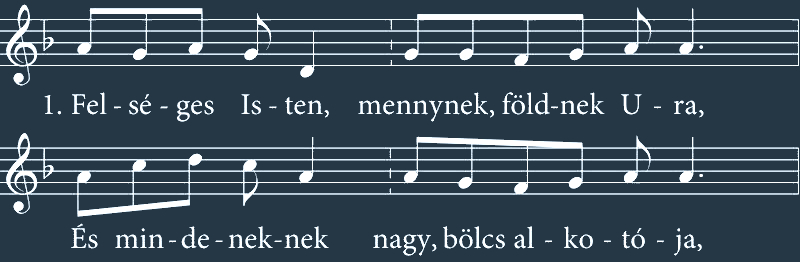 1. Fel - sé - ges Is - ten, mennynek, föld-nek U - ra,
És min - de - nek-nek nagy, bölcs al - ko - tó - ja,